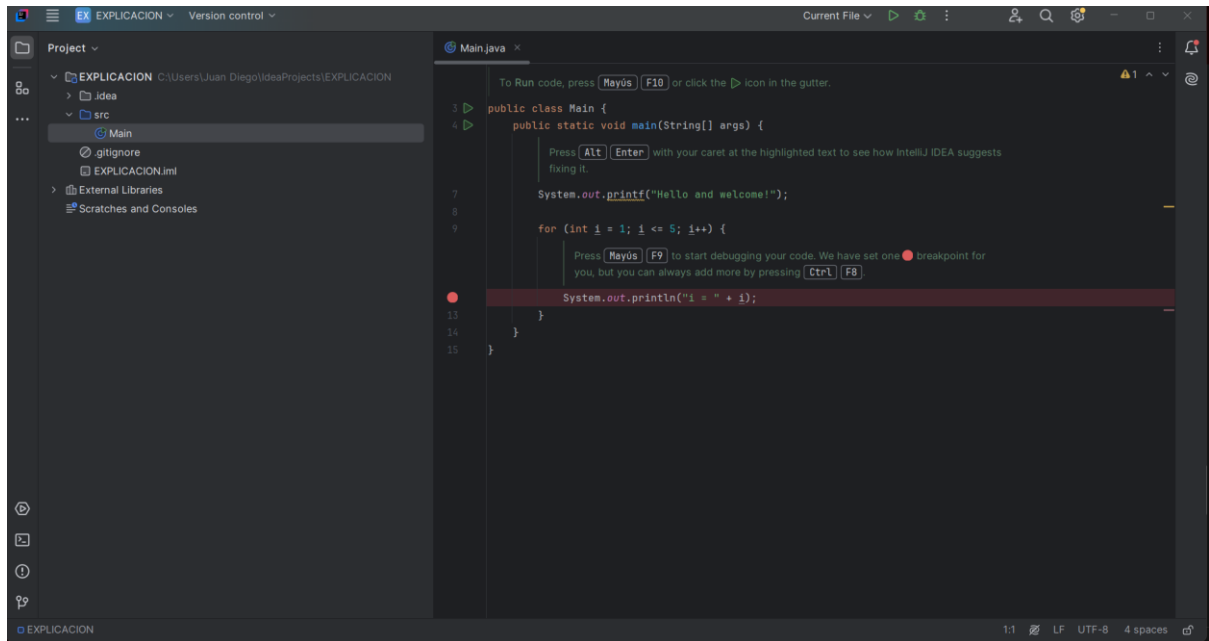 EX EXPLICACION Version control Current File
Project
Main.java
EXPLICACION C:\Users\Juan Diego\IdeaProjects\EXPLICACION
.idea
src
Main
.gitignore
EXPLICACION.iml
External Libraries
Scratches and Consoles
1
To Run code, press Mayús F10 or click the icon in the gutter.
3 public class Main {
4 public static void main(String[] args) {
Press Alt Enter with your caret at the highlighted text to see how IntelliJ IDEA suggests
fixing it.
7 System.out.printf("Hello and welcome!");
8
9 for (int i = 1; i <= 5; i++) {
Press Mayús F9 to start debugging your code. We have set one breakpoint for
you, but you can always add more by pressing Ctrl F8.
System.out.println("i = " + i);
13 }
14 }
15 }
EXPLICACION 1:1 LF UTF-8 4 spaces